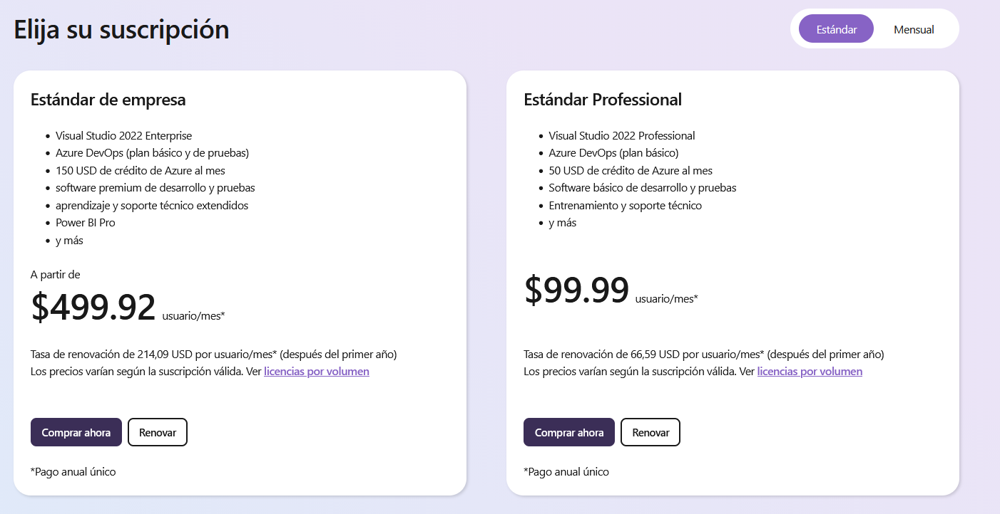 Elija su suscripción
Estándar
Mensual
Estándar de empresa
• Visual Studio 2022 Enterprise
• Azure DevOps (plan básico y de pruebas)
• 150 USD de crédito de Azure al mes
• software premium de desarrollo y pruebas
• aprendizaje y soporte técnico extendidos
• Power BI Pro
• y más
A partir de
$499.92 usuario/mes*
Tasa de renovación de 214,09 USD por usuario/mes* (después del primer año)
Los precios varían según la suscripción válida. Ver licencias por volumen
Comprar ahora
Renovar
*Pago anual único
Estándar Professional
• Visual Studio 2022 Professional
• Azure DevOps (plan básico)
• 50 USD de crédito de Azure al mes
• Software básico de desarrollo y pruebas
• Entrenamiento y soporte técnico
• y más
$99.99 usuario/mes*
Tasa de renovación de 66,59 USD por usuario/mes* (después del primer año)
Los precios varían según la suscripción válida. Ver licencias por volumen
Comprar ahora
Renovar
*Pago anual único